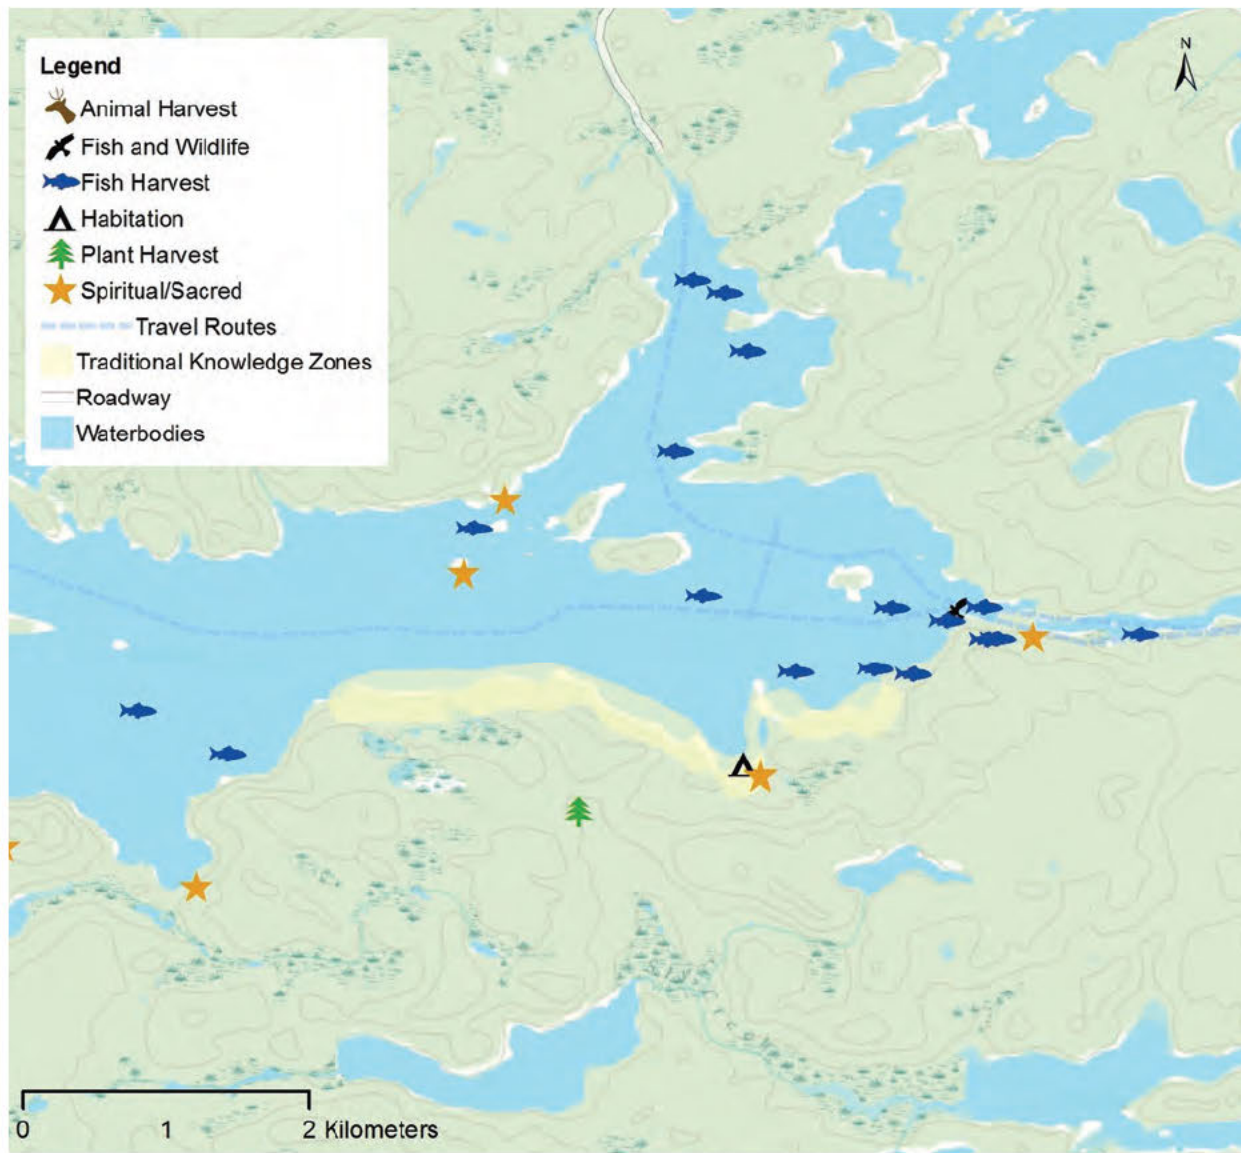 N
Legend
Animal Harvest
Fish and Wildlife
Fish Harvest
Habitation
Plant Harvest
Spiritual/Sacred
Travel Routes
Traditional Knowledge Zones
Roadway
Waterbodies
0 1 2 Kilometers